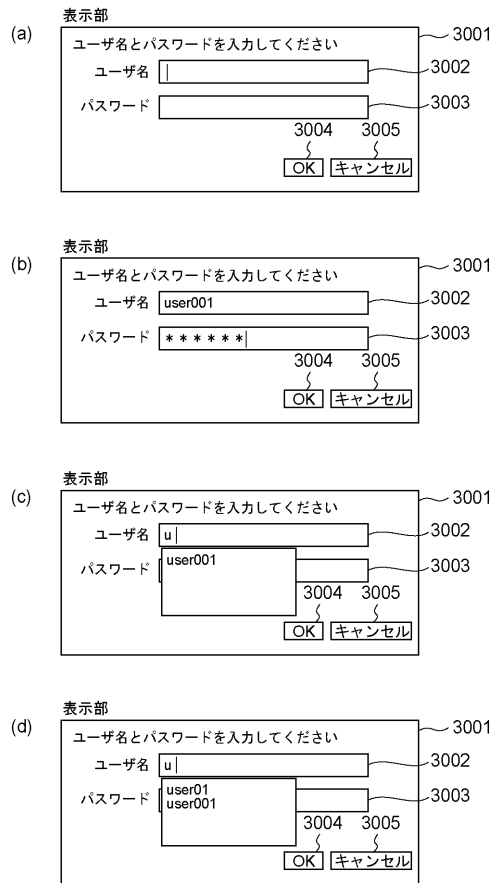 表示部
(a)
ユーザ名とパスワードを入力してください
3001
ユーザ名
3002
パスワード
3003
3004 3005
OK キャンセル
表示部
(b)
ユーザ名とパスワードを入力してください
3001
ユーザ名 user001
3002
パスワード ******
3003
3004 3005
OK キャンセル
表示部
(c)
ユーザ名とパスワードを入力してください
3001
ユーザ名 u
3002
パスワード user001
3003
3004 3005
OK キャンセル
表示部
(d)
ユーザ名とパスワードを入力してください
3001
ユーザ名 u
3002
パスワード user01
user001
3003
3004 3005
OK キャンセル